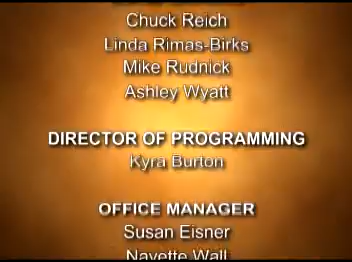 Chuck Reich
Linda Rimas-Birks
Mike Rudnick
Ashley Wyatt
DIRECTOR OF PROGRAMMING
Kyra Burton
OFFICE MANAGER
Susan Eisner
Navette Wall